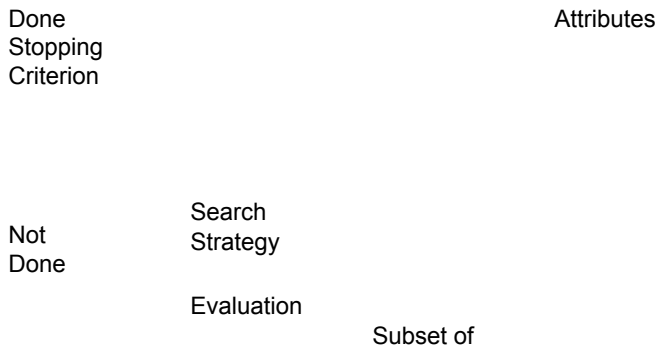 Done
Stopping
Criterion
Attributes
Not
Done
Search
Strategy
Evaluation
Subset of